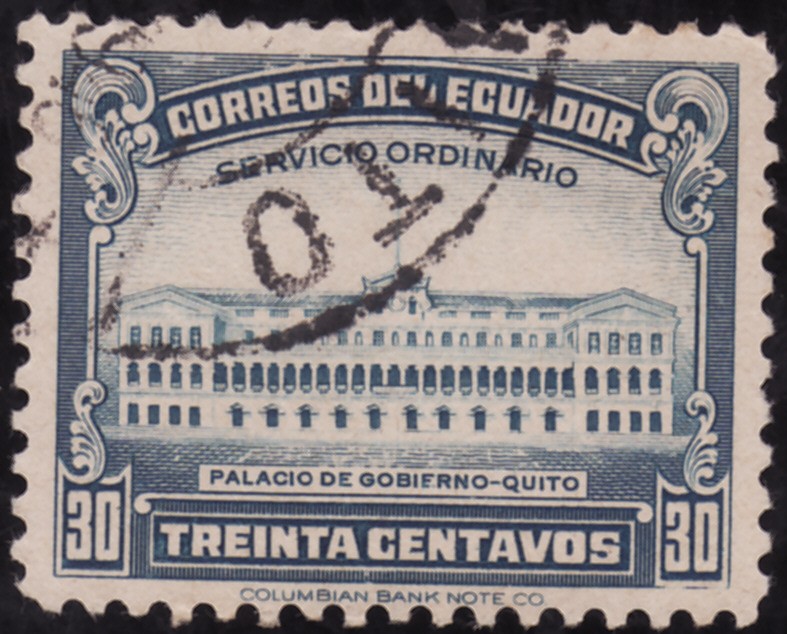 CORREOS DEL ECUADOR
SERVICIO ORDINARIO
PALACIO DE GOBIERNO-QUITO
30 TREINTA CENTAVOS 30
COLUMBIAN BANK NOTE CO.